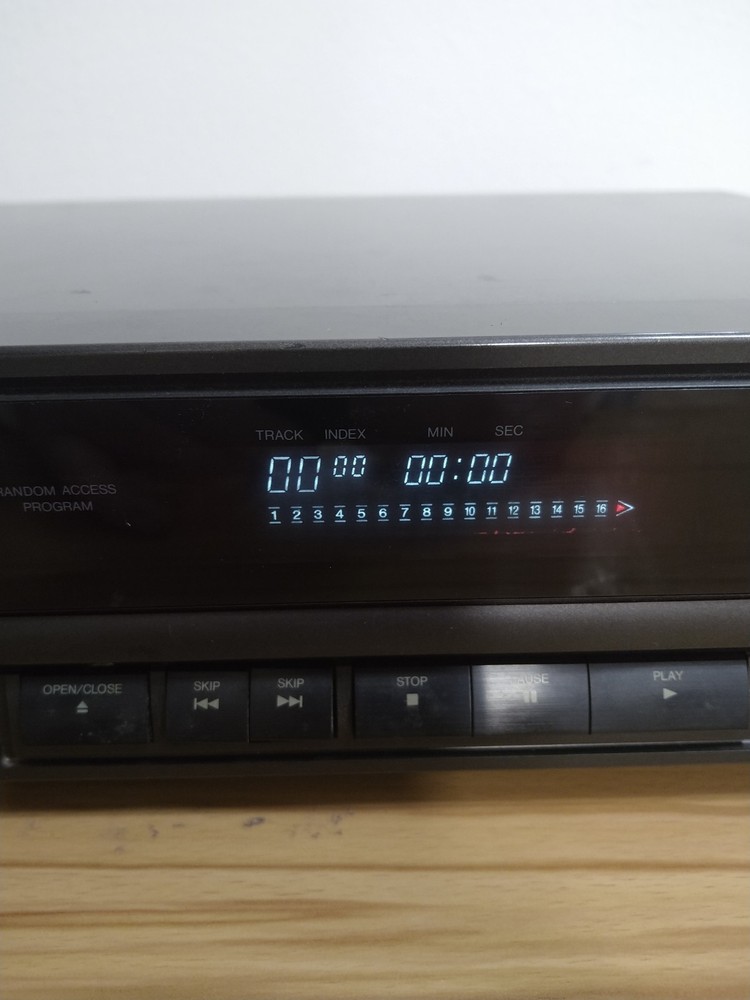 TRACK INDEX MIN SEC
00 00 00:00
RANDOM ACCESS
PROGRAM
1 2 3 4 5 6 7 8 9 10 11 12 13 14 15 16
OPEN/CLOSE SKIP SKIP STOP PAUSE PLAY